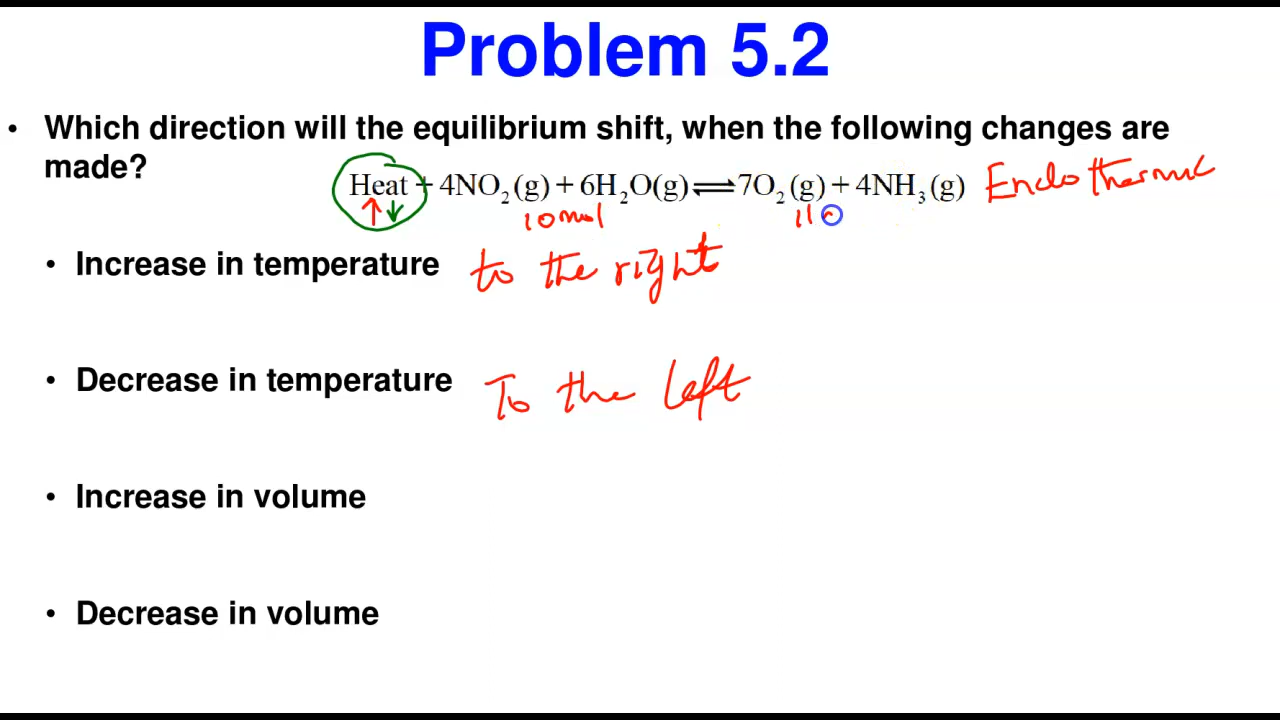 Problem 5.2
• Which direction will the equilibrium shift, when the following changes are
made?
Heat + 4NO₂(g) + 6H₂O(g) ⇌ 7O₂(g) + 4NH₃(g) Endothermic
↑ ↓ 10mol 11
• Increase in temperature to the right
• Decrease in temperature To the left
• Increase in volume
• Decrease in volume